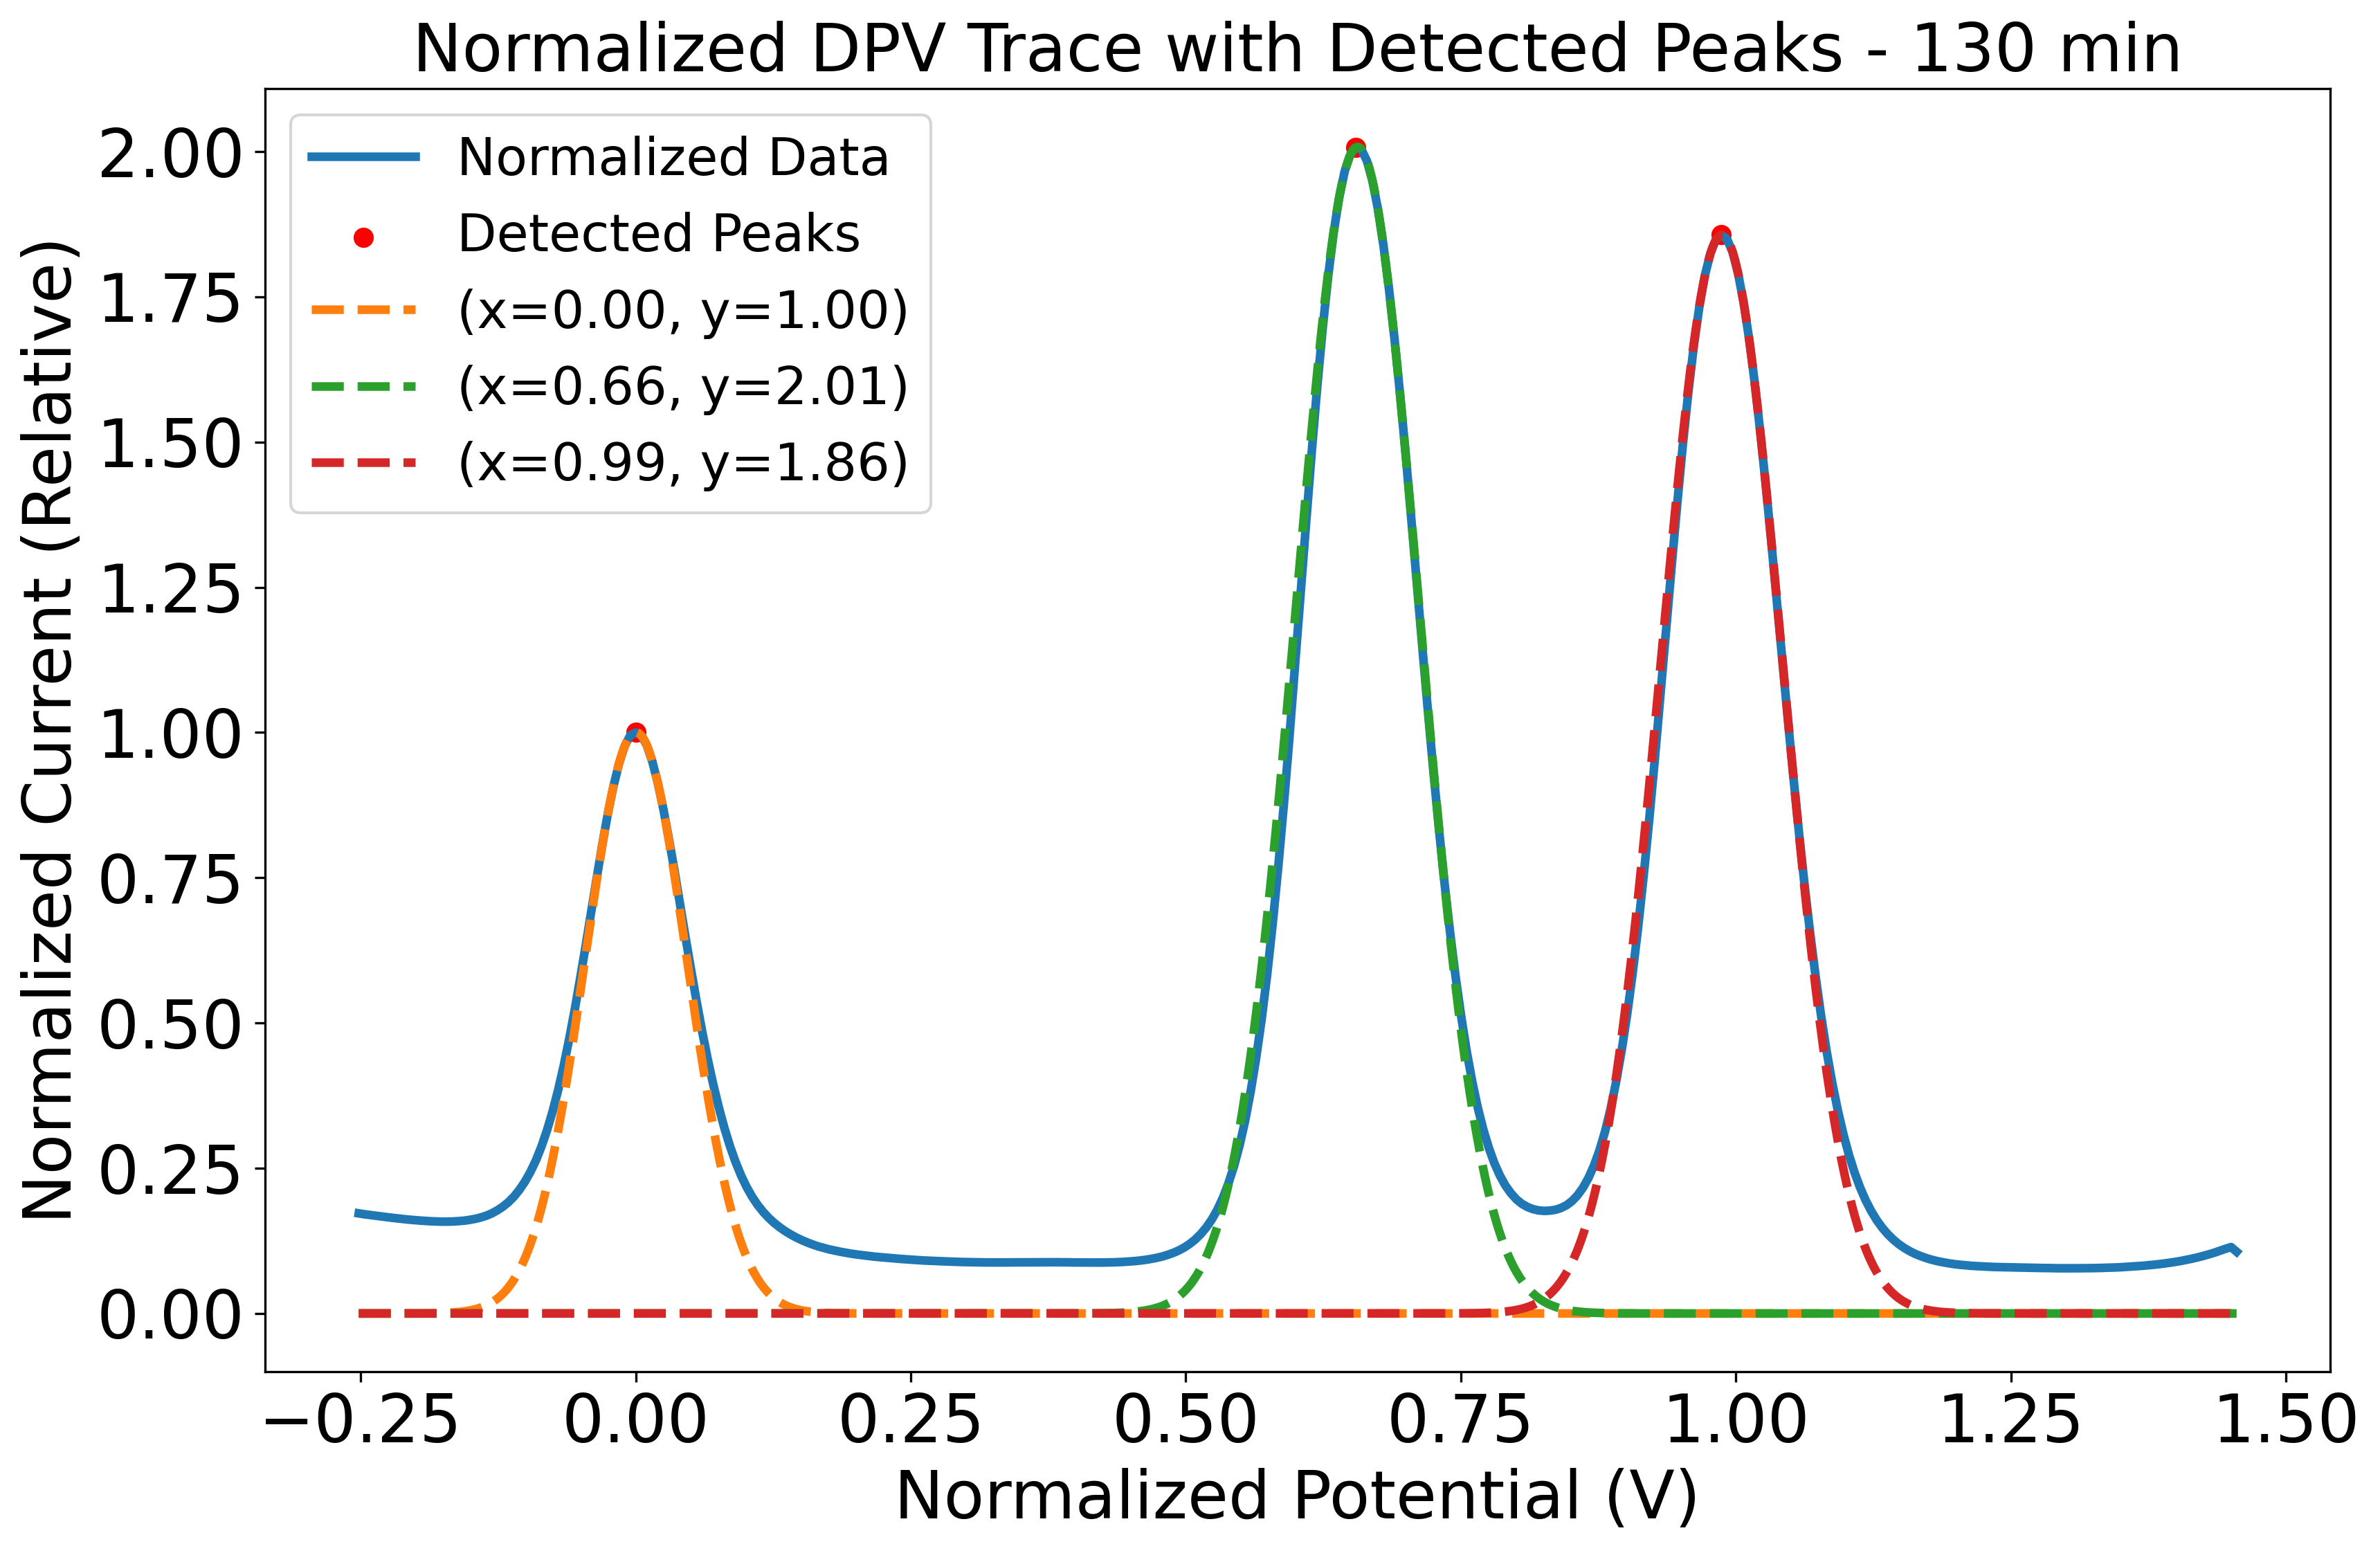 Normalized DPV Trace with Detected Peaks - 130 min
Normalized Data
Detected Peaks
(x=0.00, y=1.00)
(x=0.66, y=2.01)
(x=0.99, y=1.86)
Normalized Current (Relative)
2.00
1.75
1.50
1.25
1.00
0.75
0.50
0.25
0.00
−0.25
0.00
0.25
0.50
0.75
1.00
1.25
1.50
Normalized Potential (V)